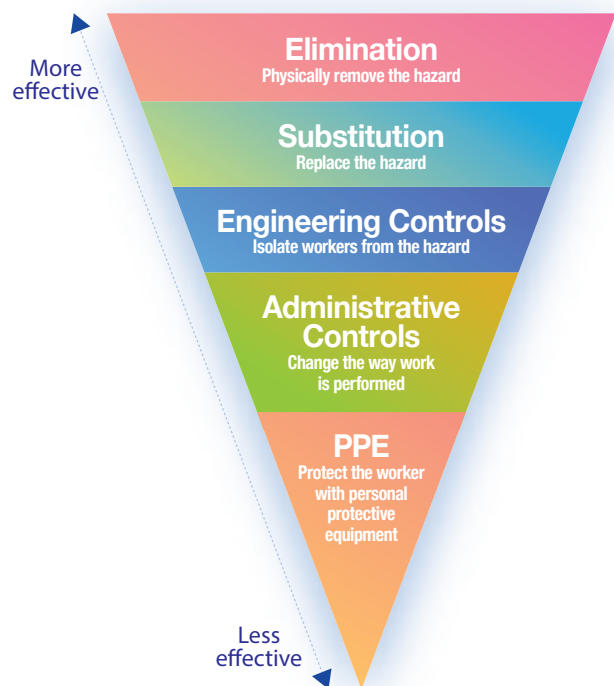 More
effective
Elimination
Physically remove the hazard
Substitution
Replace the hazard
Engineering Controls
Isolate workers from the hazard
Administrative
Controls
Change the way work
is performed
PPE
Protect the worker
with personal
protective
equipment
Less
effective